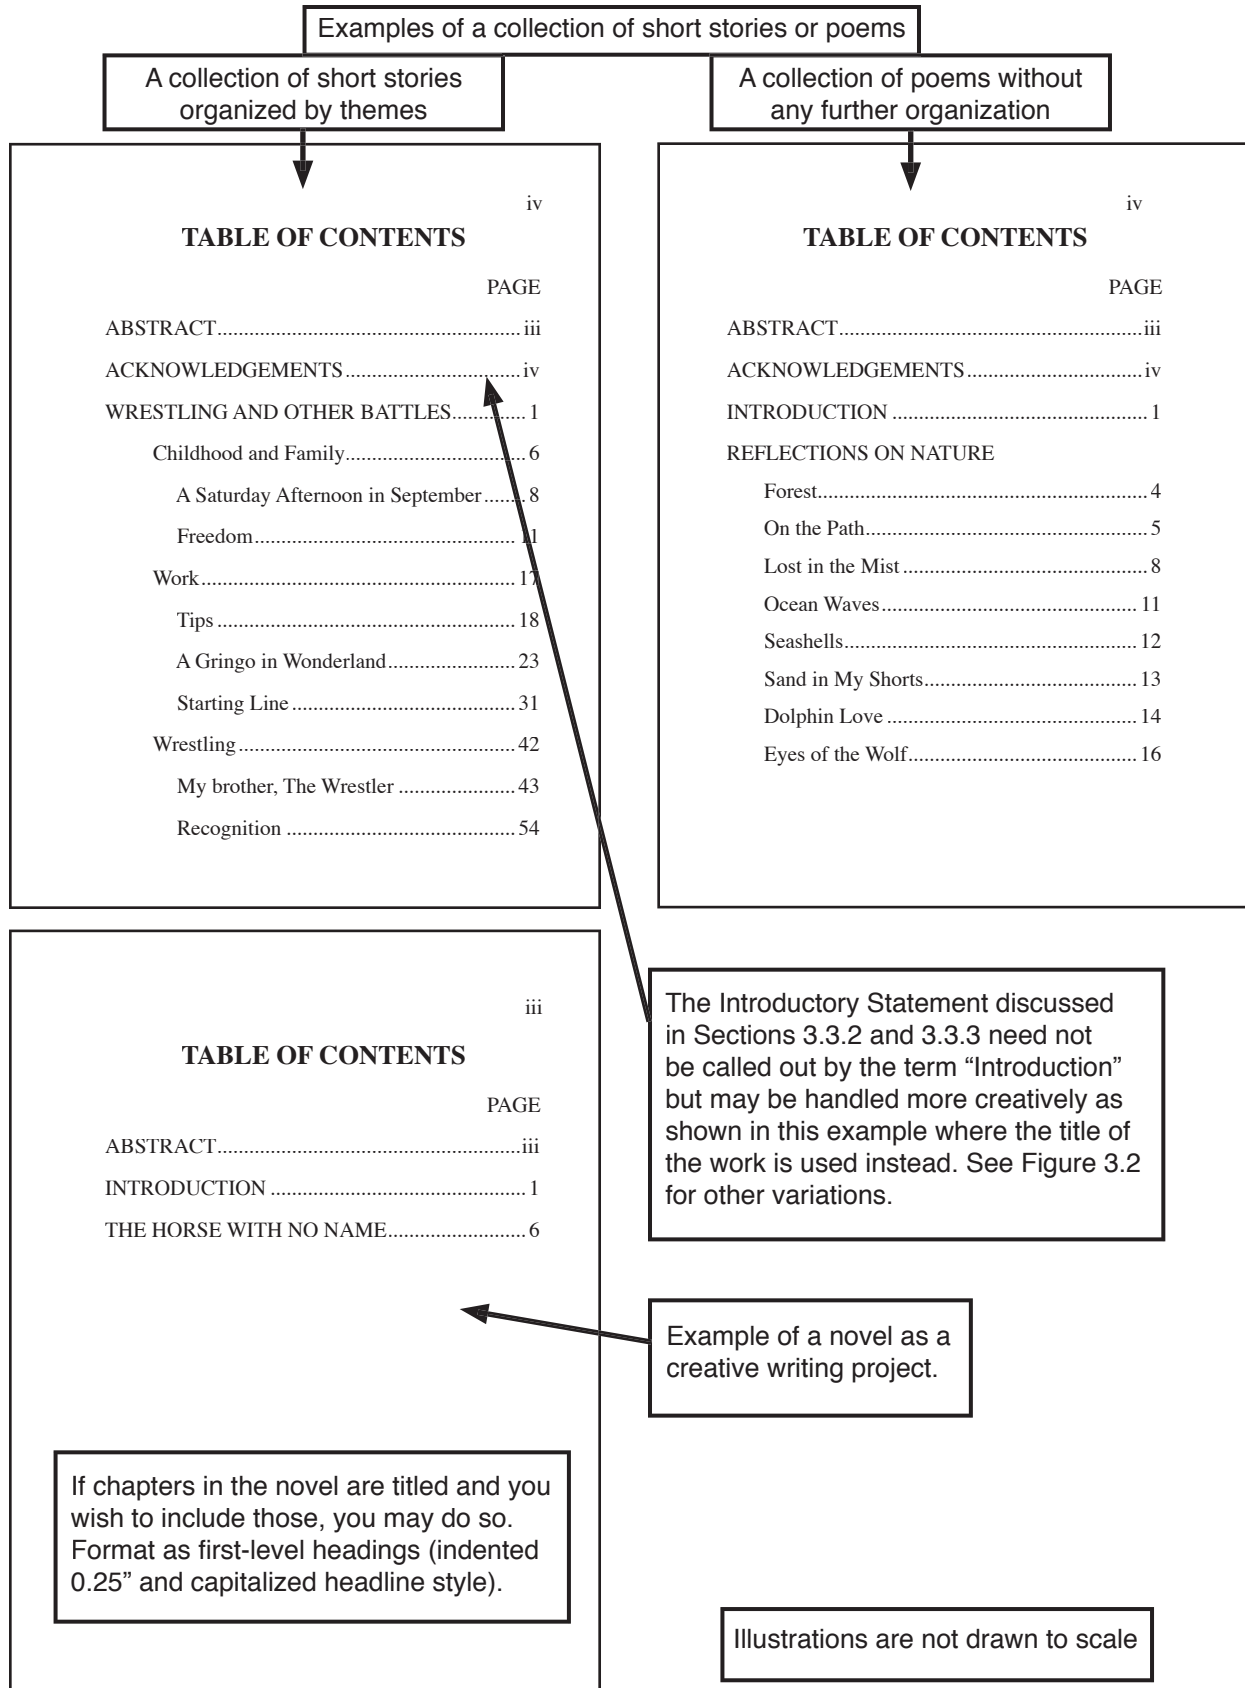 Examples of a collection of short stories or poems
A collection of short stories
organized by themes
A collection of poems without
any further organization
iv
TABLE OF CONTENTS
PAGE
ABSTRACT.........................................................iii
ACKNOWLEDGEMENTS.................................iv
WRESTLING AND OTHER BATTLES..............1
Childhood and Family..................................6
A Saturday Afternoon in September........8
Freedom.................................................11
Work...........................................................17
Tips........................................................18
A Gringo in Wonderland........................23
Starting Line..........................................31
Wrestling....................................................42
My brother, The Wrestler......................43
Recognition...........................................54
iv
TABLE OF CONTENTS
PAGE
ABSTRACT.........................................................iii
ACKNOWLEDGEMENTS.................................iv
INTRODUCTION................................................1
REFLECTIONS ON NATURE
Forest..............................................................4
On the Path.....................................................5
Lost in the Mist..............................................8
Ocean Waves................................................11
Seashells.......................................................12
Sand in My Shorts........................................13
Dolphin Love...............................................14
Eyes of the Wolf...........................................16
iii
TABLE OF CONTENTS
PAGE
ABSTRACT.........................................................iii
INTRODUCTION................................................1
THE HORSE WITH NO NAME..........................6
The Introductory Statement discussed
in Sections 3.3.2 and 3.3.3 need not
be called out by the term “Introduction”
but may be handled more creatively as
shown in this example where the title of
the work is used instead. See Figure 3.2
for other variations.
Example of a novel as a
creative writing project.
If chapters in the novel are titled and you
wish to include those, you may do so.
Format as first-level headings (indented
0.25” and capitalized headline style).
Illustrations are not drawn to scale